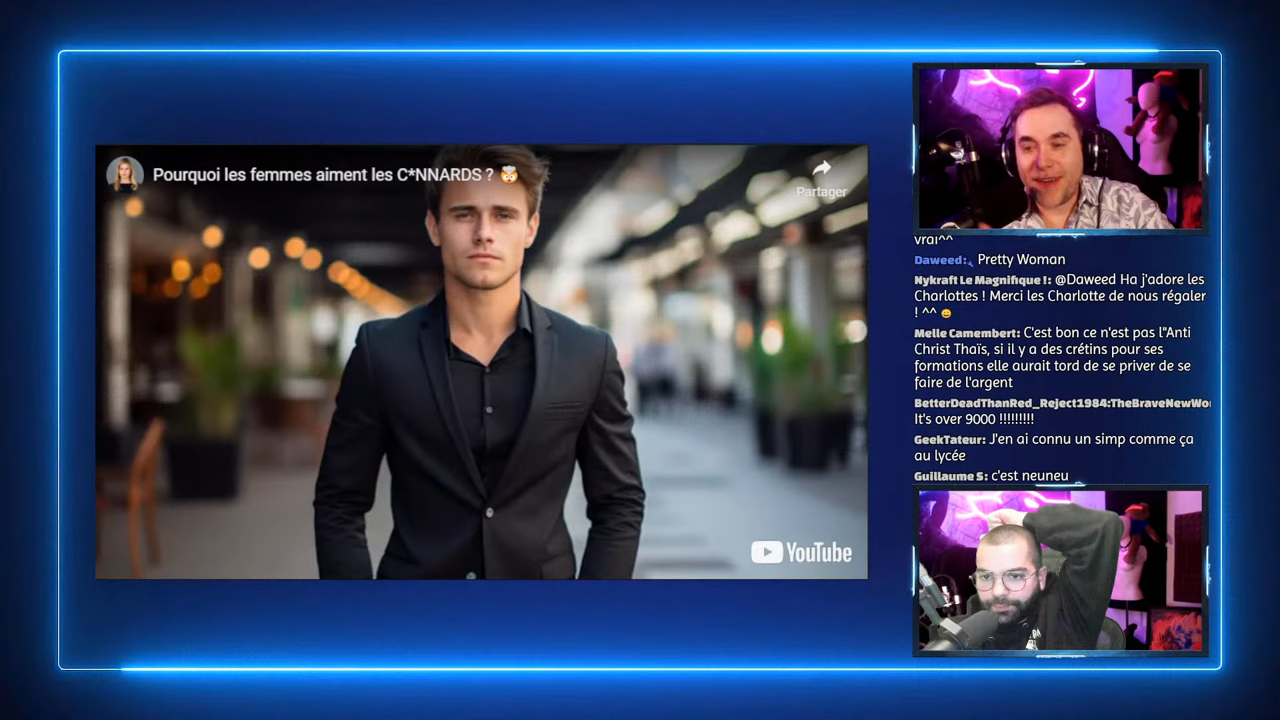 Pourquoi les femmes aiment les C*NNARDS ? 🤯
Partager
YouTube
vrai^^
Daweed: Pretty Woman
Nykraft Le Magnifique !: @Daweed Ha j'adore les
Charlottes ! Merci les Charlotte de nous régaler
! ^^ 😀
Melle Camembert: C'est bon ce n'est pas l"Anti
Christ Thaïs, si il y a des crétins pour ses
formations elle aurait tord de se priver de se
faire de l'argent
BetterDeadThanRed_Reject1984:TheBraveNewWo
It's over 9000 !!!!!!!!!
GeekTateur: J'en ai connu un simp comme ça
au lycée
Guillaume S: c'est neuneu